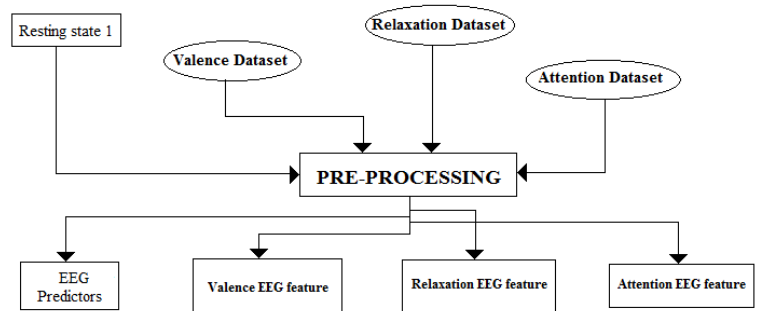 Relaxation Dataset
Resting state 1
Valence Dataset
Attention Dataset
PRE-PROCESSING
EEG
Predictors
Valence EEG feature
Relaxation EEG feature
Attention EEG feature